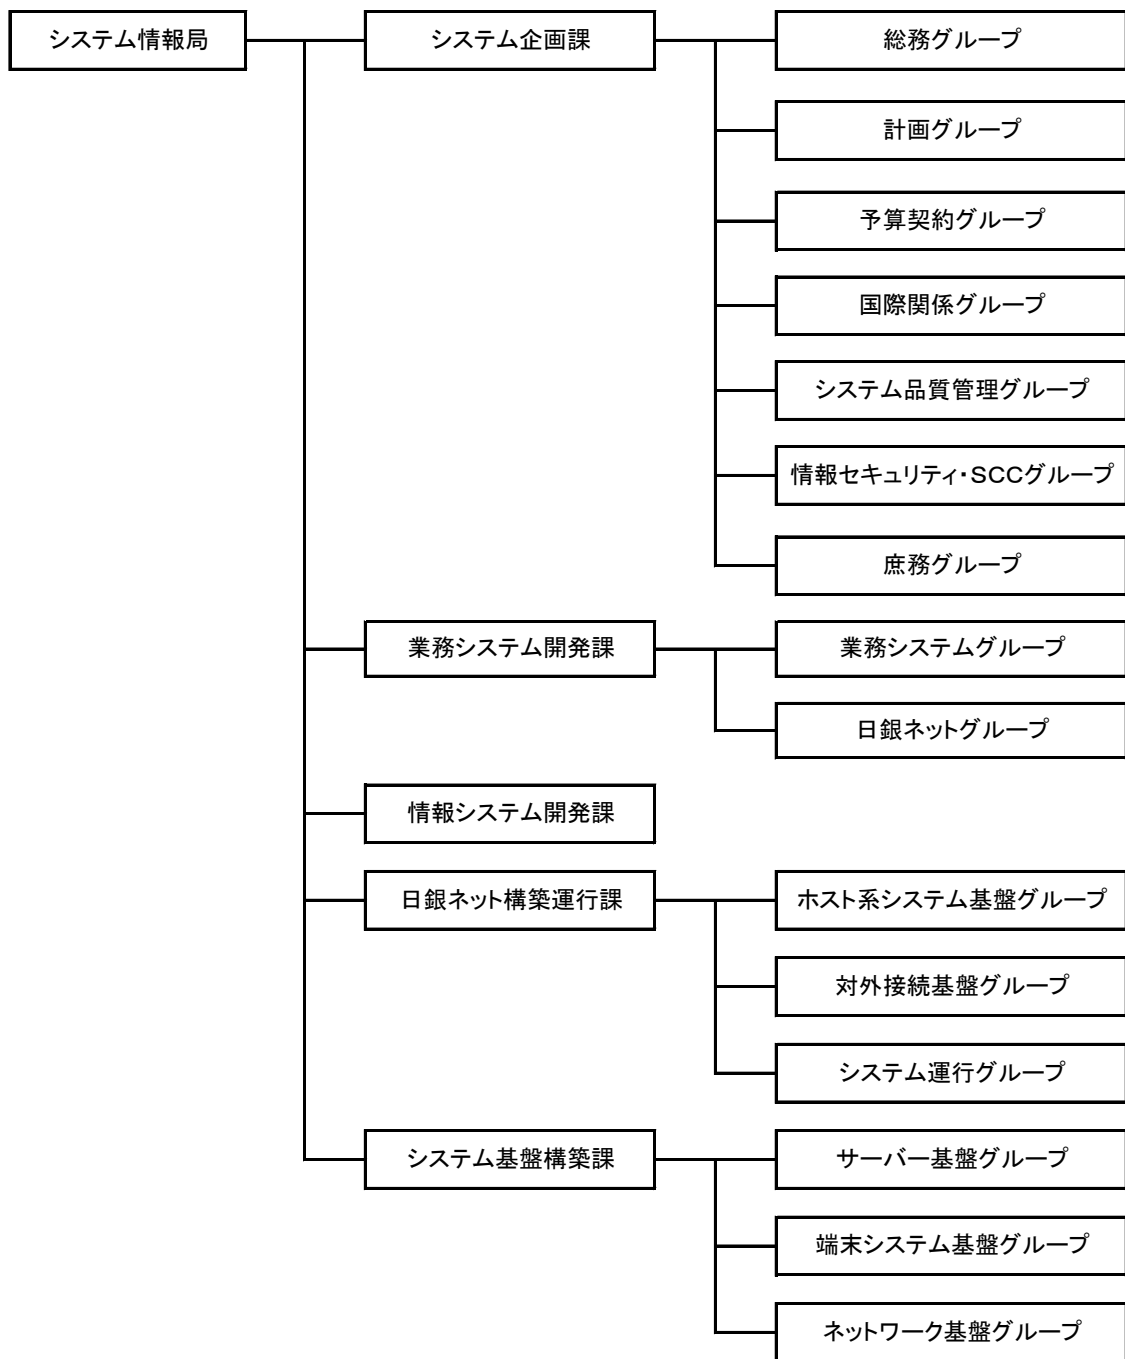 システム情報局
システム企画課
総務グループ
計画グループ
予算契約グループ
国際関係グループ
システム品質管理グループ
情報セキュリティ・SCCグループ
庶務グループ
業務システム開発課
業務システムグループ
日銀ネットグループ
情報システム開発課
日銀ネット構築運行課
ホスト系システム基盤グループ
対外接続基盤グループ
システム運行グループ
システム基盤構築課
サーバー基盤グループ
端末システム基盤グループ
ネットワーク基盤グループ